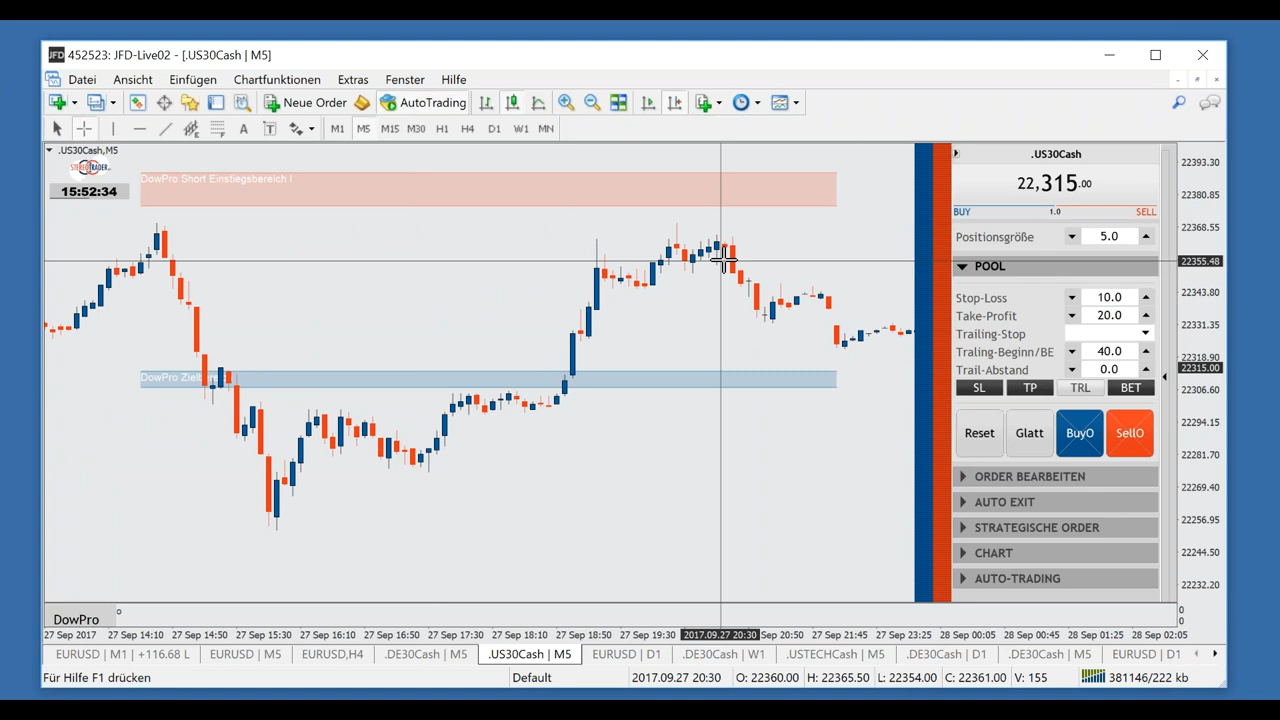 JFD 452523: JFD-Live02 - [.US30Cash | M5]
Datei Ansicht Einfügen Chartfunktionen Extras Fenster Hilfe
Neue Order AutoTrading
A T M1 M5 M15 M30 H1 H4 D1 W1 MN
.US30Cash,M5
STEREOTRADER
15:52:34
DowPro Short Einstiegsbereich I
DowPro
.US30Cash
22,315.00
BUY 1.0 SELL
Positionsgröße 5.0
POOL
Stop-Loss 10.0
Take-Profit 20.0
Trailing-Stop
Traling-Beginn/BE 40.0
Trail-Abstand 0.0
SL TP TRL BET
Reset Glatt BuyO SellO
ORDER BEARBEITEN
AUTO EXIT
STRATEGISCHE ORDER
CHART
AUTO-TRADING
22393.30
22380.85
22368.55
22355.48
22343.80
22331.35
22318.90
22315.00
22306.60
22294.15
22281.70
22269.40
22256.95
22244.50
22232.20
0
0
DowPro
27 Sep 2017 27 Sep 14:10 27 Sep 14:50 27 Sep 15:30 27 Sep 16:10 27 Sep 16:50 27 Sep 17:30 27 Sep 18:10 27 Sep 18:50 27 Sep 19:30 2017.09.27 20:30 Sep 20:50 27 Sep 21:45 27 Sep 23:25 28 Sep 00:05 28 Sep 00:45 28 Sep 01:25 28 Sep 02:05
EURUSD | M1 | +116.68 L EURUSD | M5 EURUSD,H4 .DE30Cash | M5 .US30Cash | M5 EURUSD | D1 .DE30Cash | W1 .USTECHCash | M5 .DE30Cash | D1 .DE30Cash | M5 EURUSD | D1
Für Hilfe F1 drücken Default 2017.09.27 20:30 O: 22360.00 H: 22365.50 L: 22354.00 C: 22361.00 V: 155 381146/222 kb